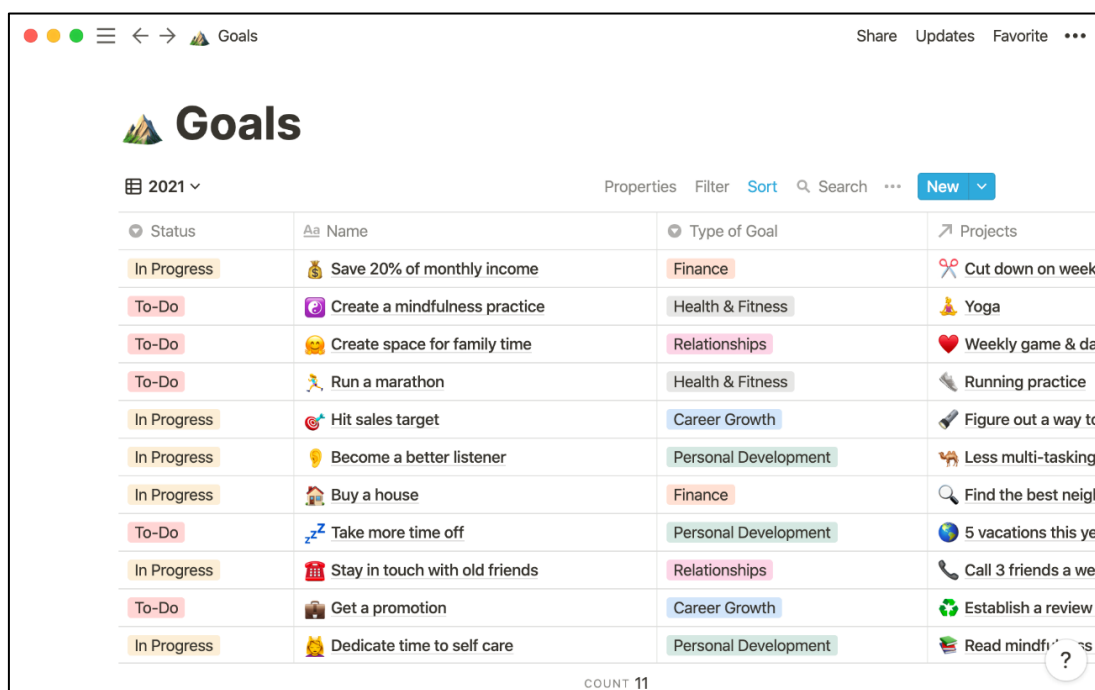 Goals Share Updates Favorite •••
Goals
2021 Properties Filter Sort Search ••• New
Status Aa Name Type of Goal Projects
In Progress Save 20% of monthly income Finance Cut down on week
To-Do Create a mindfulness practice Health & Fitness Yoga
To-Do Create space for family time Relationships Weekly game & da
To-Do Run a marathon Health & Fitness Running practice
In Progress Hit sales target Career Growth Figure out a way to
In Progress Become a better listener Personal Development Less multi-tasking
In Progress Buy a house Finance Find the best neigh
To-Do Take more time off Personal Development 5 vacations this ye
In Progress Stay in touch with old friends Relationships Call 3 friends a we
To-Do Get a promotion Career Growth Establish a review
In Progress Dedicate time to self care Personal Development Read
?
COUNT 11